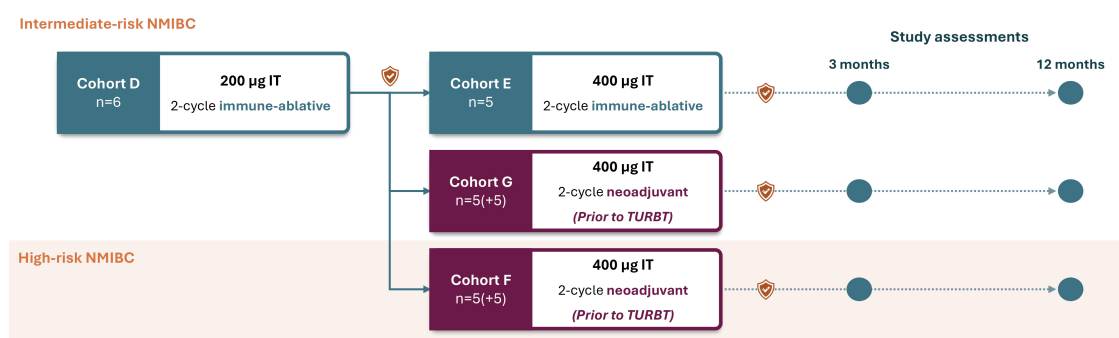 Intermediate-risk NMIBC
Study assessments
3 months
12 months
Cohort D
n=6
200 µg IT
2-cycle immune-ablative
Cohort E
n=5
400 µg IT
2-cycle immune-ablative
Cohort G
n=5(+5)
400 µg IT
2-cycle neoadjuvant
(Prior to TURBT)
High-risk NMIBC
Cohort F
n=5(+5)
400 µg IT
2-cycle neoadjuvant
(Prior to TURBT)